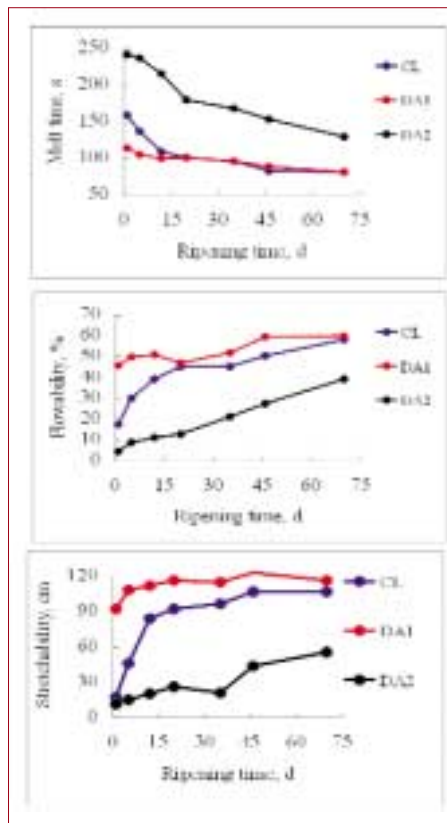 250
200
150
100
50
0 15 30 45 60 75
Melt time, s
Ripening time, d
CL
DA1
DA2
70
60
50
40
30
20
10
0
0 15 30 45 60 75
Flowability, %
Ripening time, d
CL
DA1
DA2
120
90
60
30
0
0 15 30 45 60 75
Stretchability, cm
Ripening time, d
CL
DA1
DA2